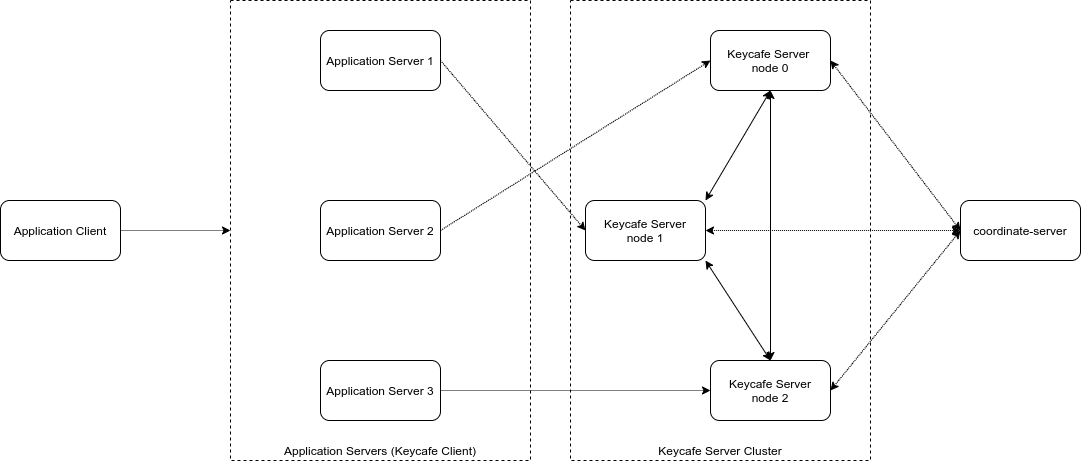 Application Client
Application Server 1
Application Server 2
Application Server 3
Application Servers (Keycafe Client)
Keycafe Server
node 0
Keycafe Server
node 1
Keycafe Server
node 2
Keycafe Server Cluster
coordinate-server